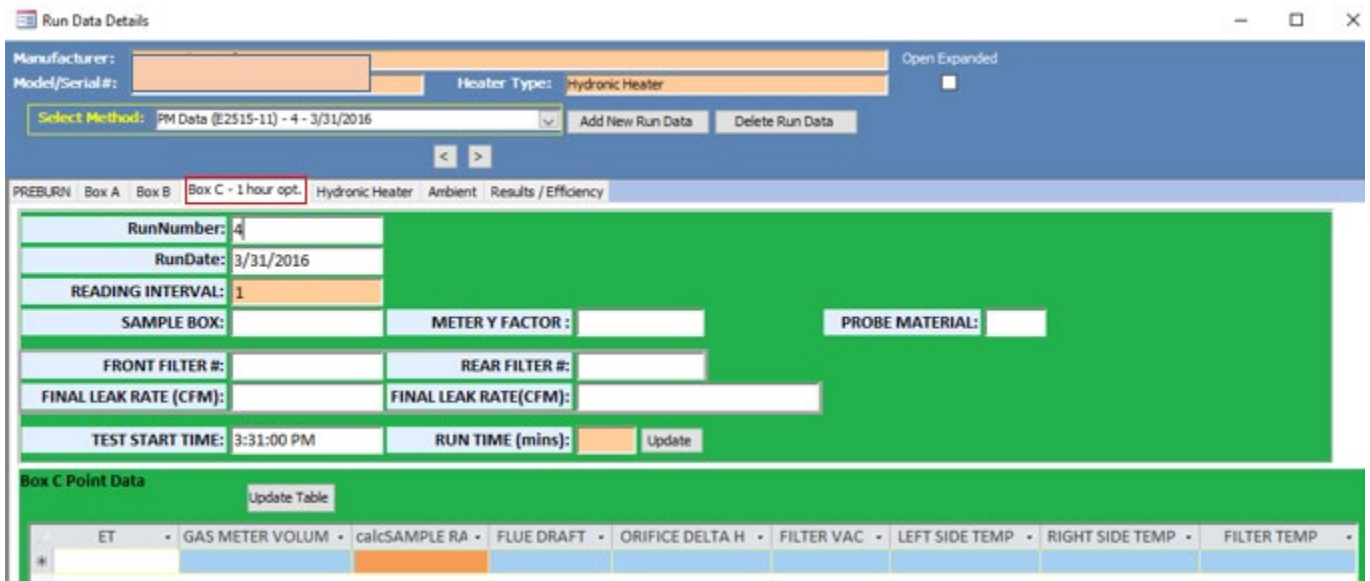 Run Data Details
Manufacturer: Open Expanded
Model/Serial#: Heater Type: Hydronic Heater
Select Method: PM Data (E2515-11) - 4 - 3/31/2016 Add New Run Data Delete Run Data
< >
PREBURN Box A Box B Box C - 1 hour opt. Hydronic Heater Ambient Results / Efficiency
RunNumber: 4
RunDate: 3/31/2016
READING INTERVAL: 1
SAMPLE BOX: METER Y FACTOR : PROBE MATERIAL:
FRONT FILTER #: REAR FILTER #:
FINAL LEAK RATE (CFM): FINAL LEAK RATE(CFM):
TEST START TIME: 3:31:00 PM RUN TIME (mins): Update
Box C Point Data
Update Table
ET GAS METER VOLUM calcSAMPLE RA FLUE DRAFT ORIFICE DELTA H FILTER VAC LEFT SIDE TEMP RIGHT SIDE TEMP FILTER TEMP
*